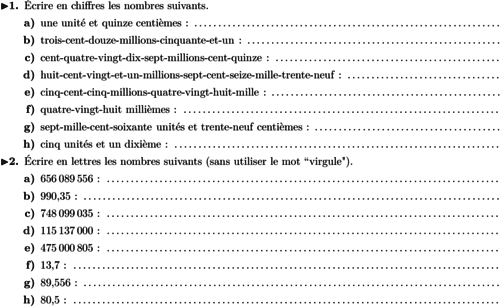 ▶1. Écrire en chiffres les nombres suivants.
a) une unité et quinze centièmes : ................................................
b) trois-cent-douze-millions-cinquante-et-un : ................................................
c) cent-quatre-vingt-dix-sept-millions-cent-quinze : ................................................
d) huit-cent-vingt-et-un-millions-sept-cent-seize-mille-trente-neuf : ................................................
e) cinq-cent-cinq-millions-quatre-vingt-huit-mille : ................................................
f) quatre-vingt-huit millièmes : ................................................
g) sept-mille-cent-soixante unités et trente-neuf centièmes : ................................................
h) cinq unités et un dixième : ................................................
▶2. Écrire en lettres les nombres suivants (sans utiliser le mot “virgule”).
a) 656 089 556 : ................................................
b) 990,35 : ................................................
c) 748 099 035 : ................................................
d) 115 137 000 : ................................................
e) 475 000 805 : ................................................
f) 13,7 : ................................................
g) 89,556 : ................................................
h) 80,5 : ................................................